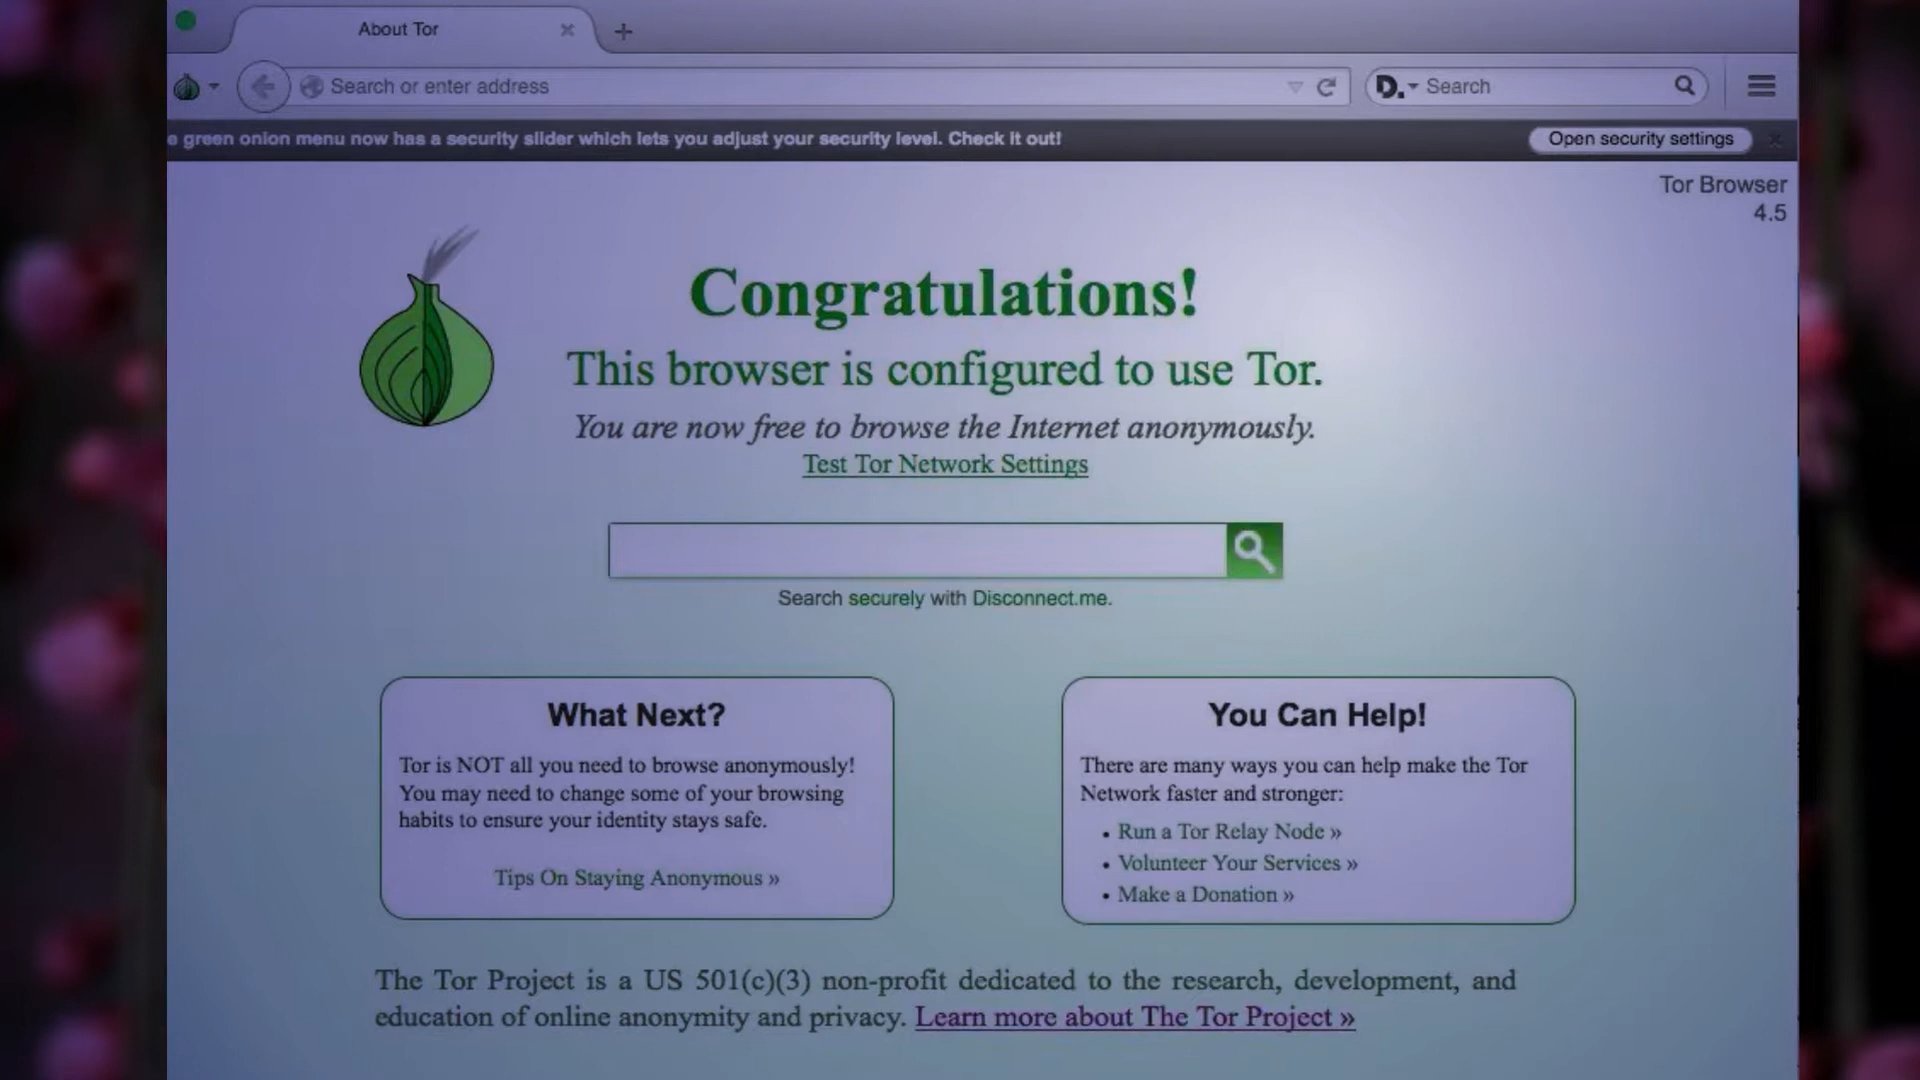 About Tor
Search or enter address
D. Search
e green onion menu now has a security slider which lets you adjust your security level. Check it out!
Open security settings
Tor Browser
4.5
Congratulations!
This browser is configured to use Tor.
You are now free to browse the Internet anonymously.
Test Tor Network Settings
Search securely with Disconnect.me.
What Next?
Tor is NOT all you need to browse anonymously!
You may need to change some of your browsing
habits to ensure your identity stays safe.
Tips On Staying Anonymous »
You Can Help!
There are many ways you can help make the Tor
Network faster and stronger:
• Run a Tor Relay Node »
• Volunteer Your Services »
• Make a Donation »
The Tor Project is a US 501(c)(3) non-profit dedicated to the research, development, and
education of online anonymity and privacy. Learn more about The Tor Project »